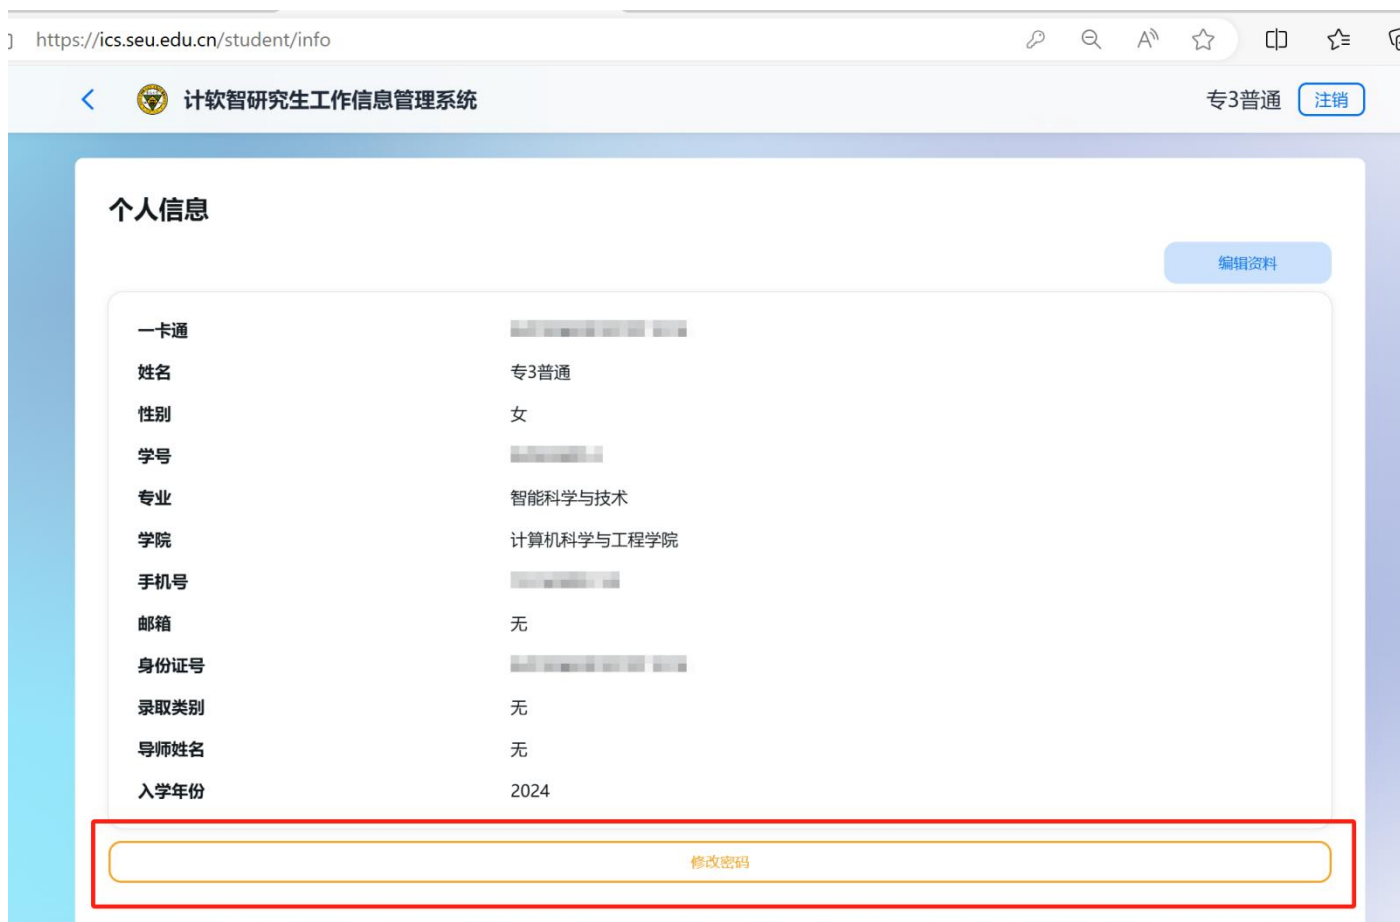 https://ics.seu.edu.cn/student/info
计软智研究生工作信息管理系统
专3普通 注销
个人信息
编辑资料
一卡通
姓名 专3普通
性别 女
学号
专业 智能科学与技术
学院 计算机科学与工程学院
手机号
邮箱 无
身份证号
录取类别 无
导师姓名 无
入学年份 2024
修改密码